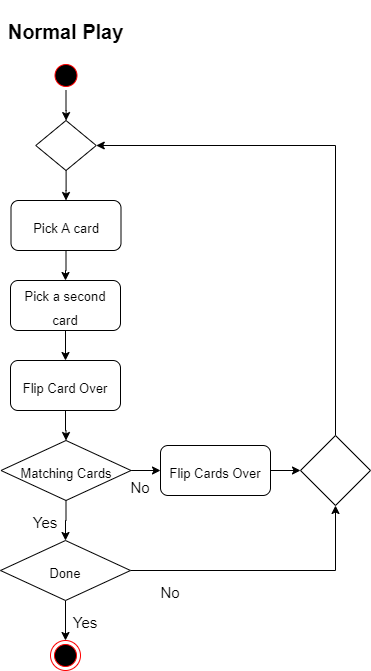 Normal Play
Pick A card
Pick a second
card
Flip Card Over
Matching Cards
No
Flip Cards Over
Yes
Done
No
Yes